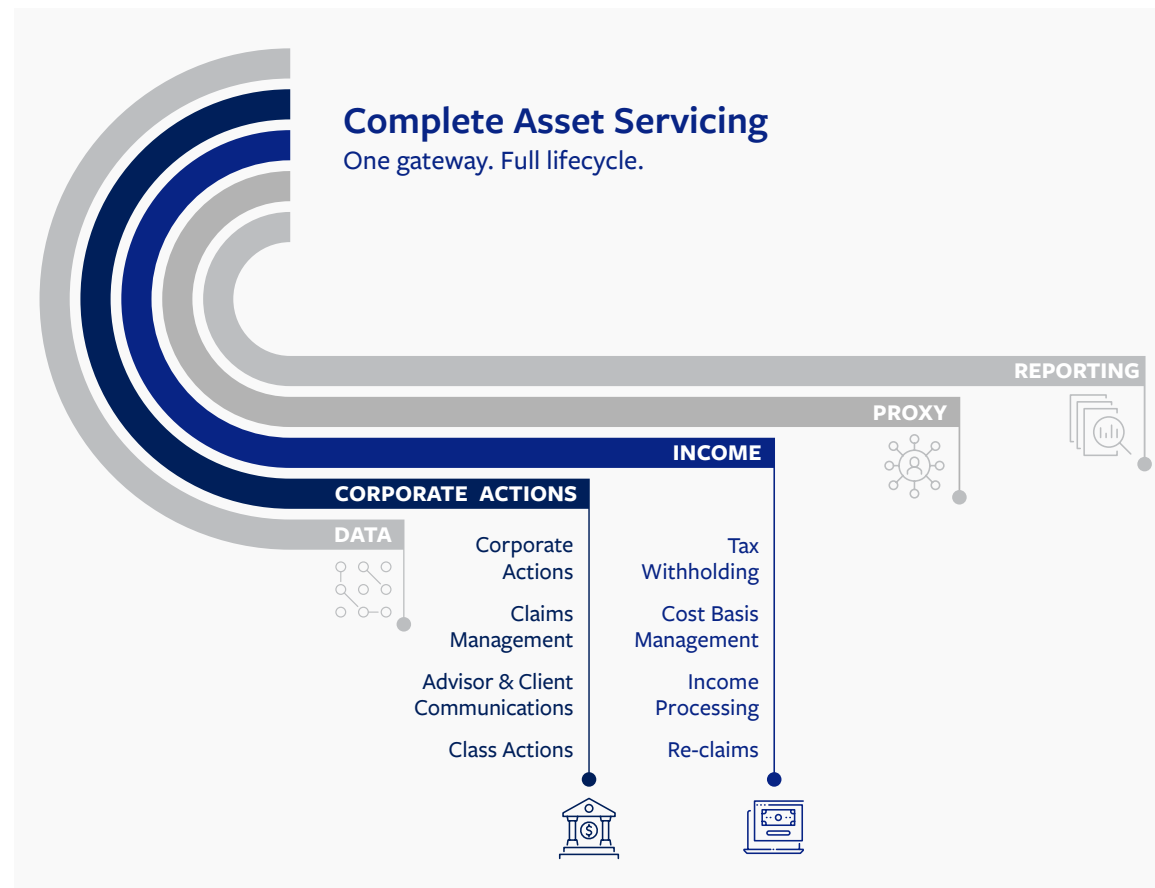 Complete Asset Servicing
One gateway. Full lifecycle.
REPORTING
PROXY
INCOME
CORPORATE ACTIONS
DATA
Corporate
Actions
Claims
Management
Advisor & Client
Communications
Class Actions
Tax
Withholding
Cost Basis
Management
Income
Processing
Re-claims